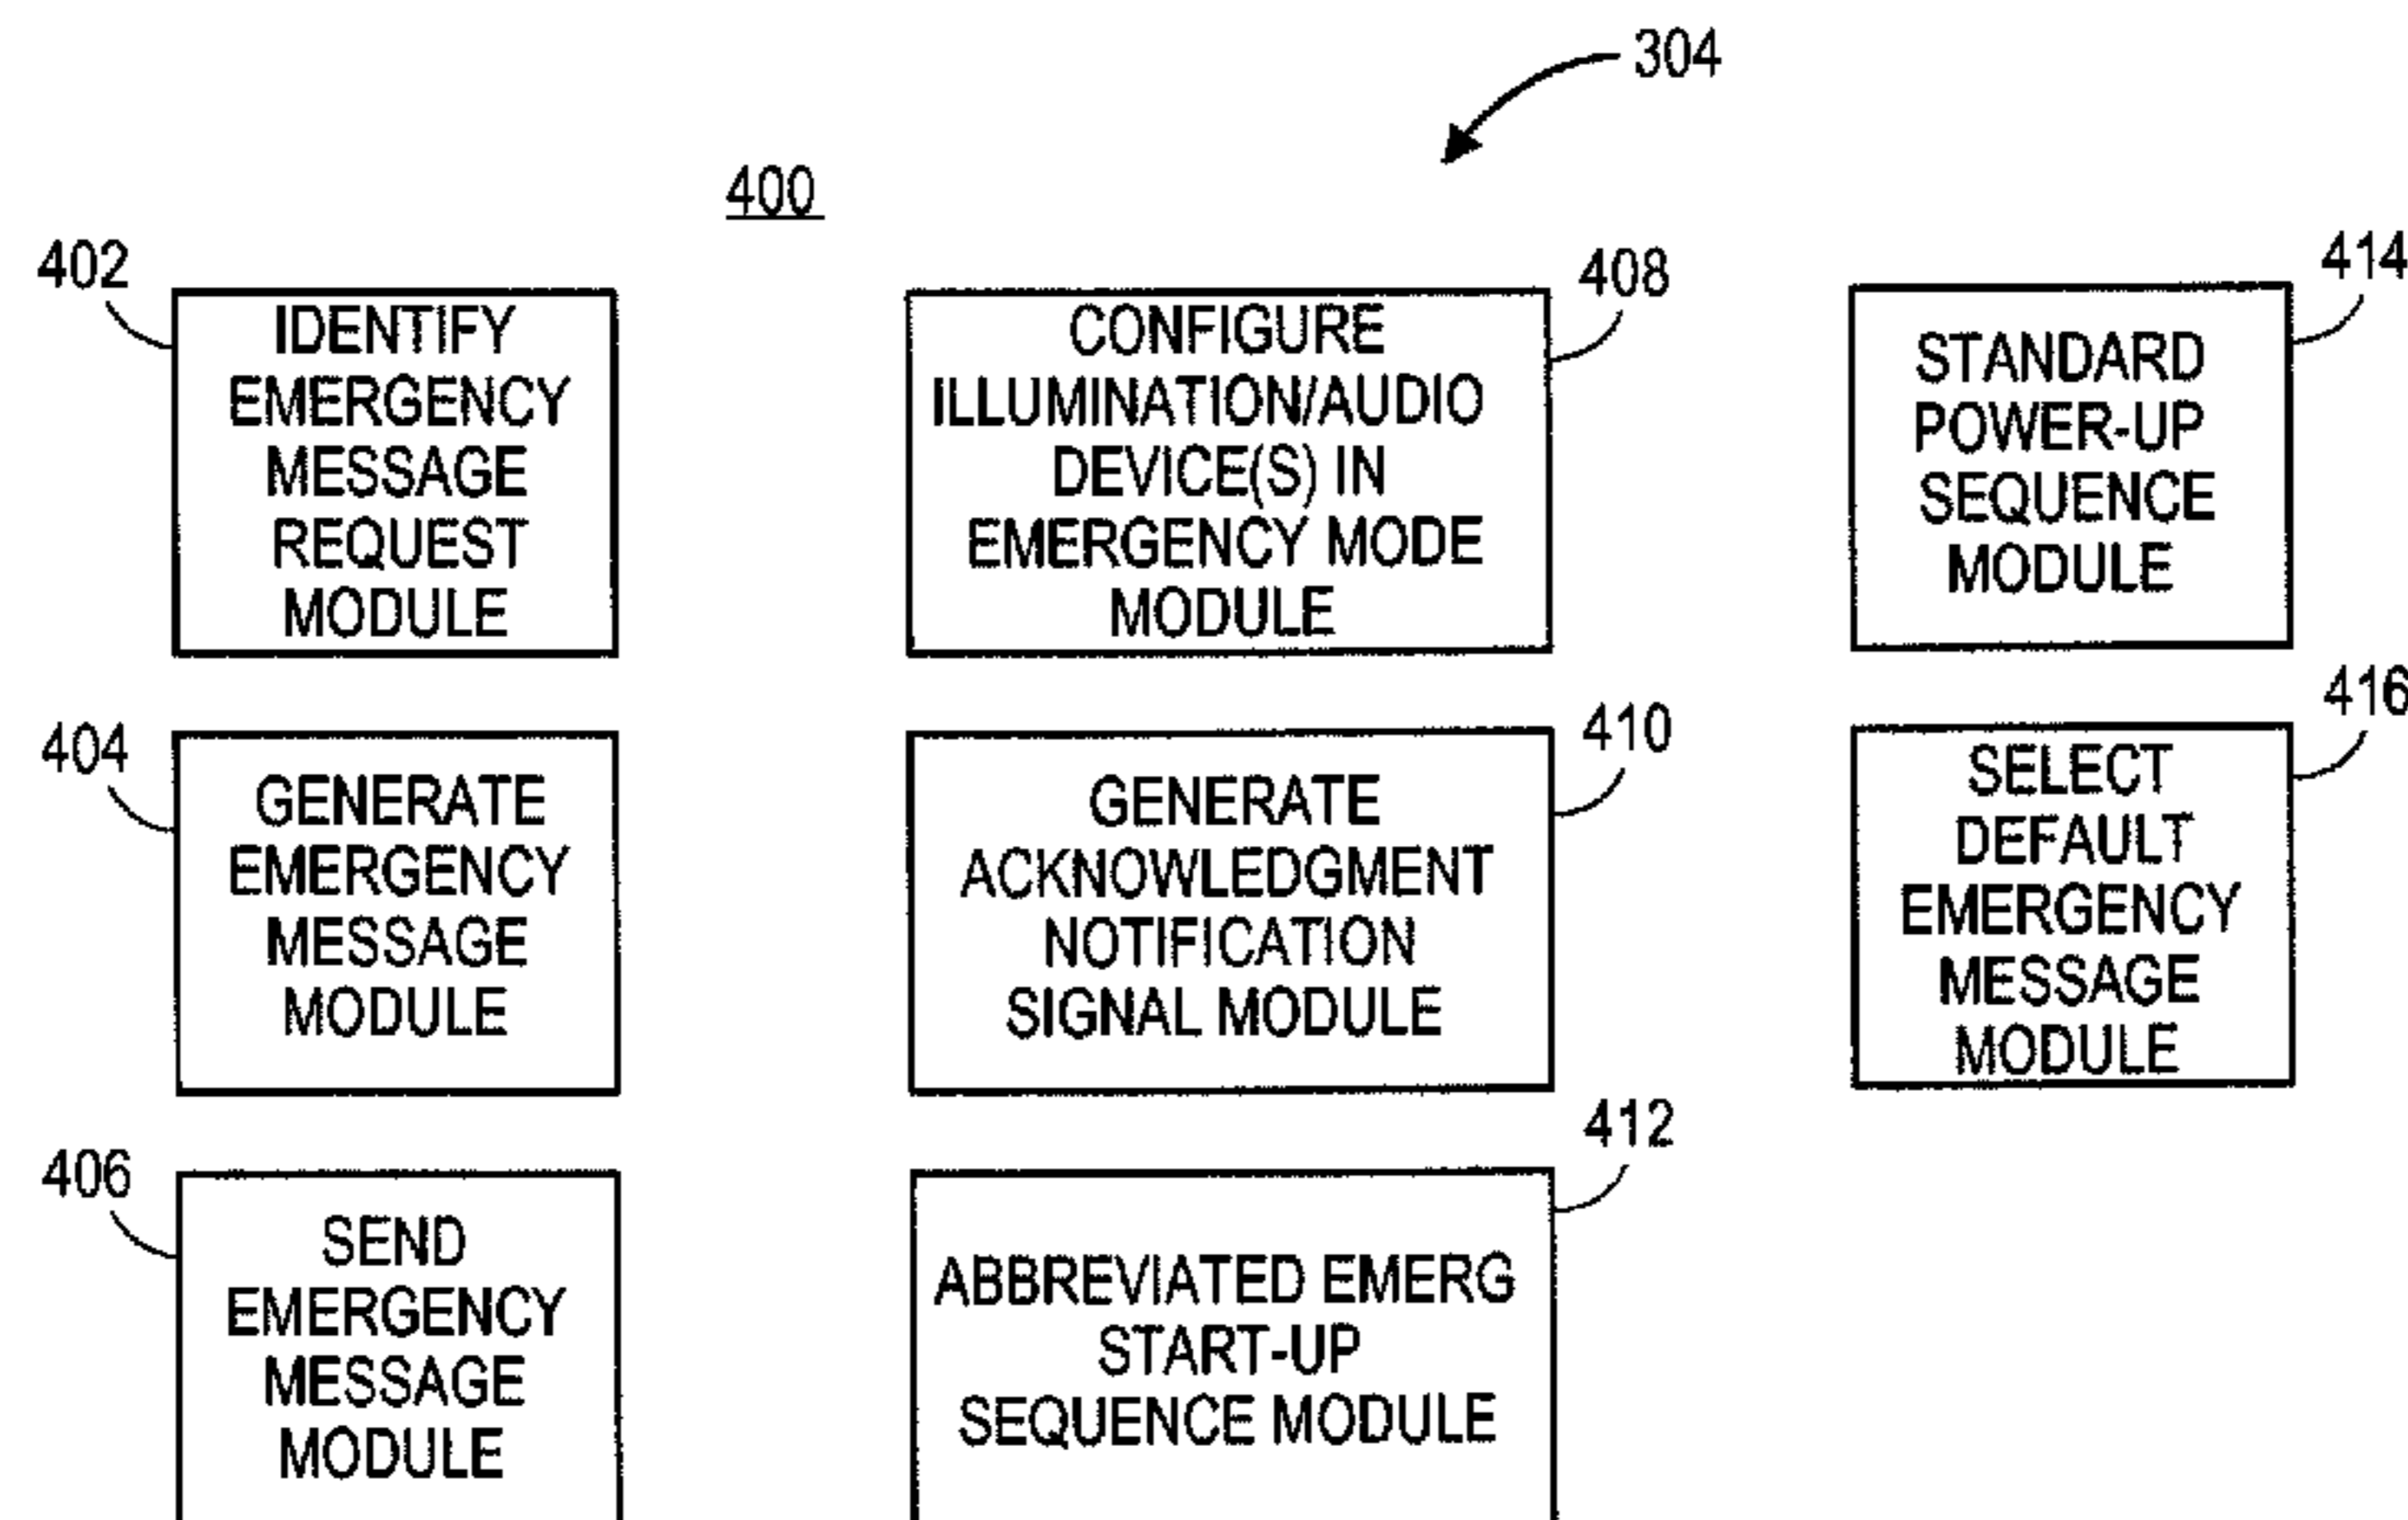 304
400
402
IDENTIFY
EMERGENCY
MESSAGE
REQUEST
MODULE
408
CONFIGURE
ILLUMINATION/AUDIO
DEVICE(S) IN
EMERGENCY MODE
MODULE
414
STANDARD
POWER-UP
SEQUENCE
MODULE
404
GENERATE
EMERGENCY
MESSAGE
MODULE
410
GENERATE
ACKNOWLEDGMENT
NOTIFICATION
SIGNAL MODULE
416
SELECT
DEFAULT
EMERGENCY
MESSAGE
MODULE
406
SEND
EMERGENCY
MESSAGE
MODULE
412
ABBREVIATED EMERG
START-UP
SEQUENCE MODULE